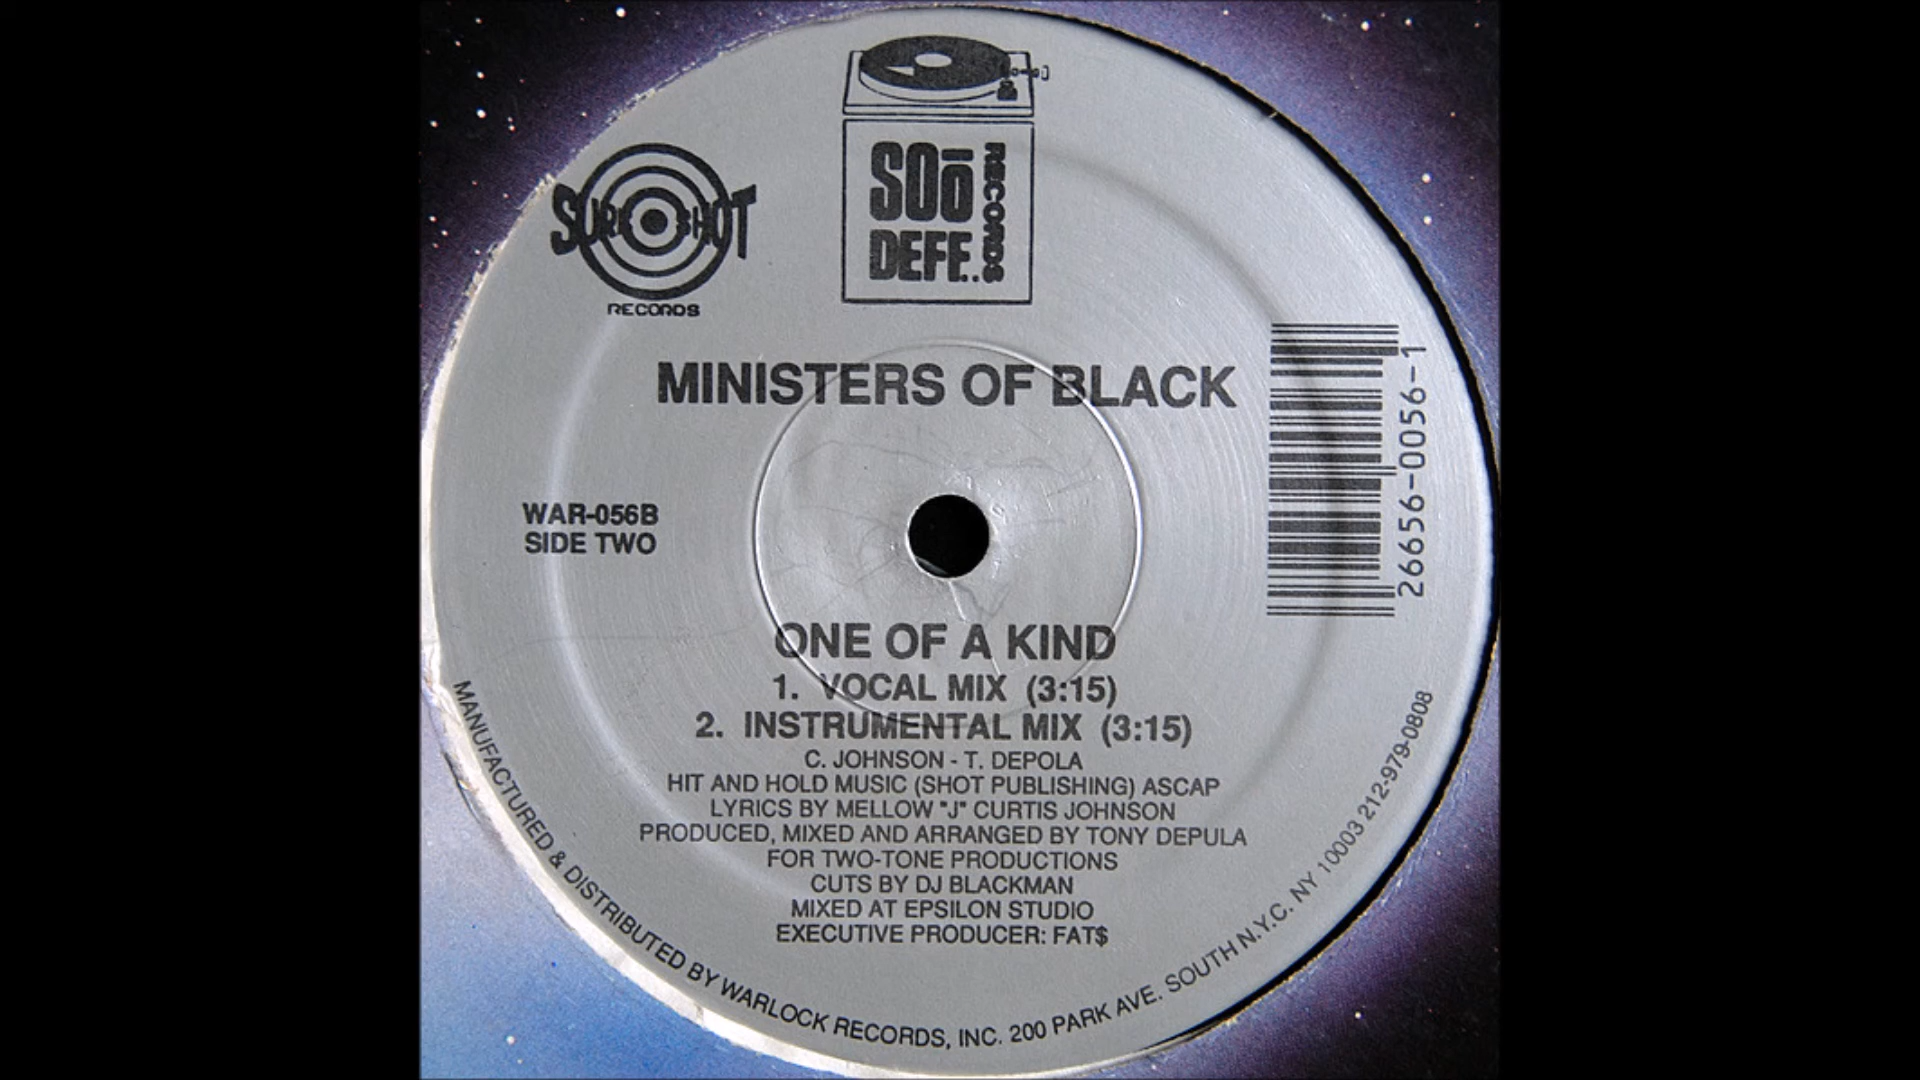 SURE SHOT
RECORDS
SOO
DEFF..
RECORDS
MINISTERS OF BLACK
26656-0056-1
WAR-056B
SIDE TWO
ONE OF A KIND
1. VOCAL MIX (3:15)
2. INSTRUMENTAL MIX (3:15)
C. JOHNSON - T. DEPOLA
HIT AND HOLD MUSIC (SHOT PUBLISHING) ASCAP
LYRICS BY MELLOW "J" CURTIS JOHNSON
PRODUCED, MIXED AND ARRANGED BY TONY DEPULA
FOR TWO-TONE PRODUCTIONS
CUTS BY DJ BLACKMAN
MIXED AT EPSILON STUDIO
EXECUTIVE PRODUCER: FAT$
MANUFACTURED & DISTRIBUTED BY WARLOCK RECORDS, INC. 200 PARK AVE. SOUTH N.Y.C. NY 10003 212-979-0808